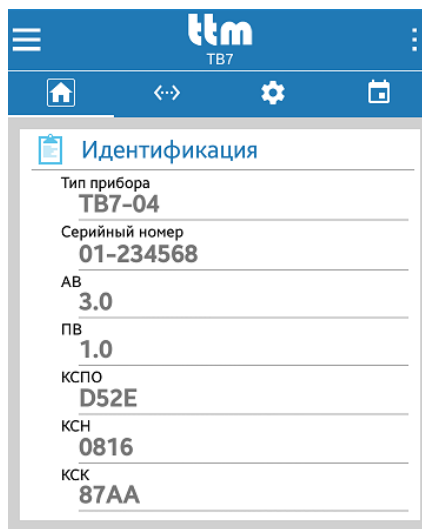 ttm
ТВ7
Идентификация
Тип прибора
ТВ7-04
Серийный номер
01-234568
АВ
3.0
ПВ
1.0
КСПО
D52E
КСН
0816
КСК
87AA